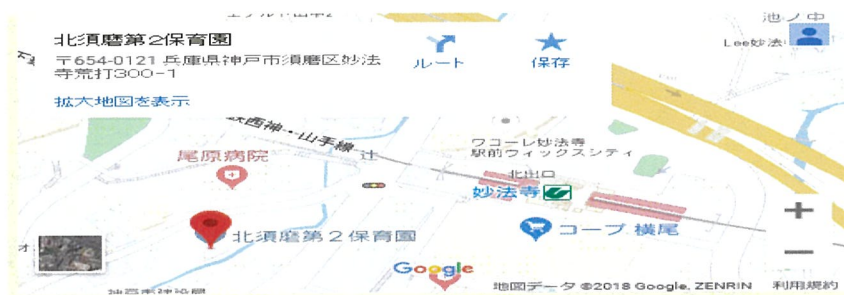 池ノ中
北須磨第2保育園
〒654-0121 兵庫県神戸市須磨区妙法
寺荒打300-1
ルート
保存
Lee妙法
拡大地図を表示
鉄西神・山手線
尾原病院
辻
ワコーレ妙法寺
駅前ウィックスシティ
北出口
妙法寺
北須磨第2保育園
コープ 横尾
+
−
オ
Google
地図データ ©2018 Google, ZENRIN
利用規約